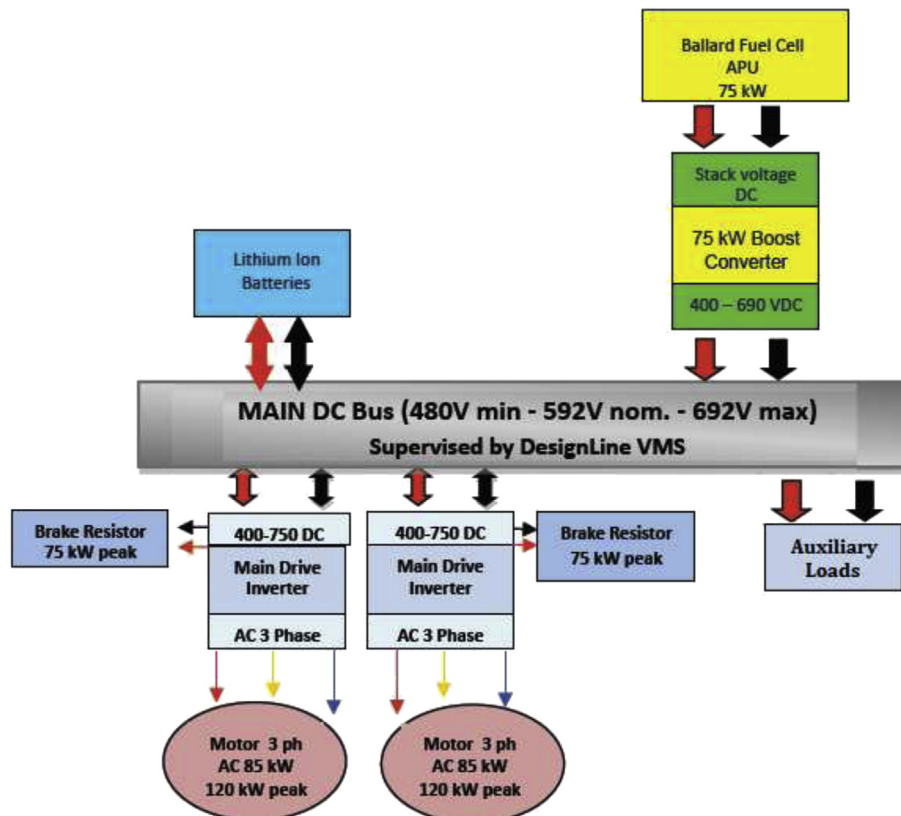 Ballard Fuel Cell
APU
75 kW
Stack voltage
DC
75 kW Boost
Converter
400 – 690 VDC
Lithium Ion
Batteries
MAIN DC Bus (480V min - 592V nom. - 692V max)
Supervised by DesignLine VMS
Brake Resistor
75 kW peak
400-750 DC
Main Drive
Inverter
AC 3 Phase
400-750 DC
Main Drive
Inverter
AC 3 Phase
Brake Resistor
75 kW peak
Auxiliary
Loads
Motor 3 ph
AC 85 kW
120 kW peak
Motor 3 ph
AC 85 kW
120 kW peak